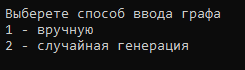 Выберете способ ввода графа
1 - вручную
2 - случайная генерация